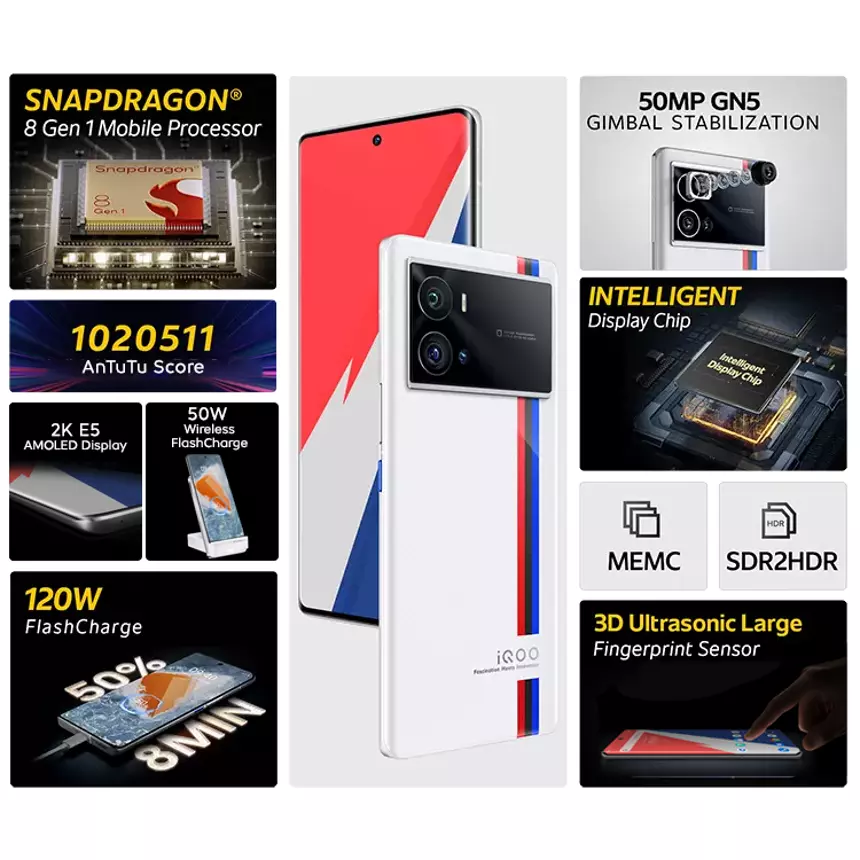 SNAPDRAGON®
8 Gen 1 Mobile Processor
Snapdragon
8
Gen 1
1020511
AnTuTu Score
2K E5
AMOLED Display
50W
Wireless
FlashCharge
120W
FlashCharge
50%
8MIN
iQOO
50MP GN5
GIMBAL STABILIZATION
INTELLIGENT
Display Chip
Intelligent
Display Chip
MEMC
HDR
SDR2HDR
3D Ultrasonic Large
Fingerprint Sensor